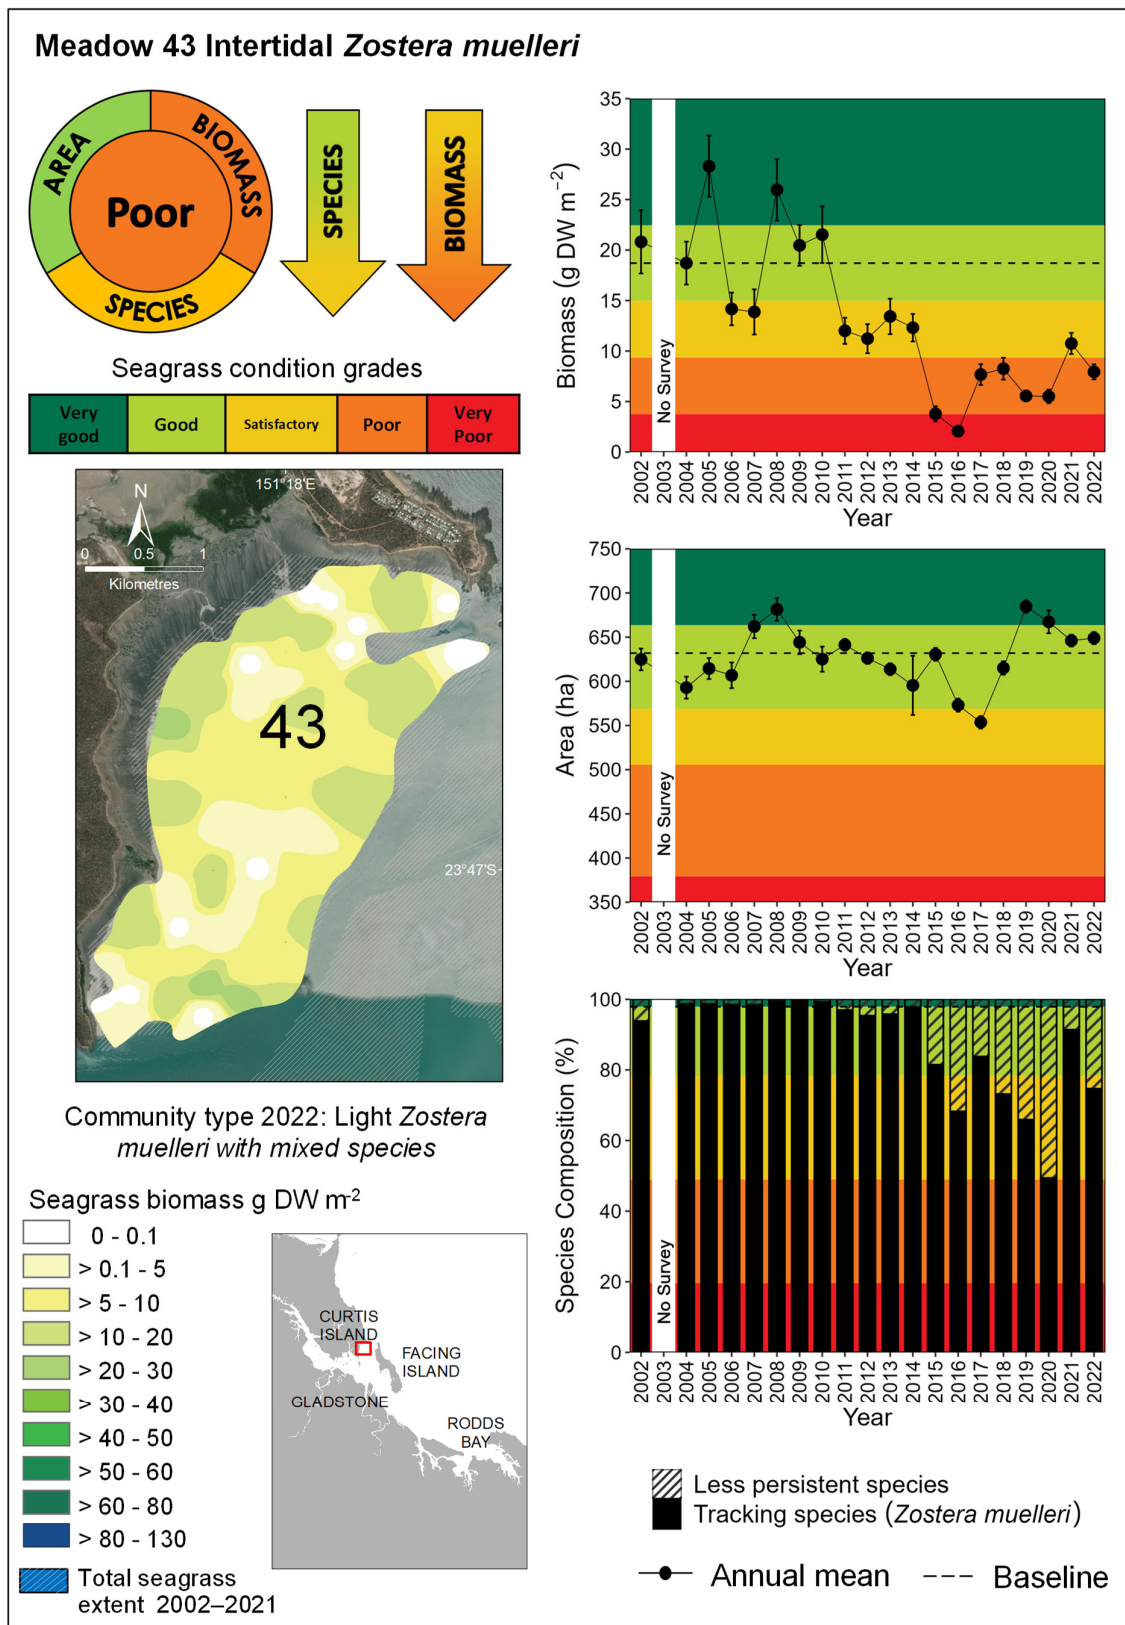 Meadow 43 Intertidal Zostera muelleri
AREA
BIOMASS
SPECIES
Poor
SPECIES
BIOMASS
Seagrass condition grades
Very good
Good
Satisfactory
Poor
Very Poor
151°18'E
N
0 0.5 1
Kilometres
43
23°47'S
Community type 2022: Light Zostera
muelleri with mixed species
Seagrass biomass g DW m-2
0 - 0.1
> 0.1 - 5
> 5 - 10
> 10 - 20
> 20 - 30
> 30 - 40
> 40 - 50
> 50 - 60
> 60 - 80
> 80 - 130
Total seagrass
extent 2002–2021
CURTIS
ISLAND
FACING
ISLAND
GLADSTONE
RODDS
BAY
Biomass (g DW m−2)
35
30
25
20
15
10
5
0
No Survey
2002 2003 2004 2005 2006 2007 2008 2009 2010 2011 2012 2013 2014 2015 2016 2017 2018 2019 2020 2021 2022
Year
Area (ha)
750
700
650
600
550
500
450
400
350
No Survey
2002 2003 2004 2005 2006 2007 2008 2009 2010 2011 2012 2013 2014 2015 2016 2017 2018 2019 2020 2021 2022
Year
Species Composition (%)
100
80
60
40
20
0
No Survey
2002 2003 2004 2005 2006 2007 2008 2009 2010 2011 2012 2013 2014 2015 2016 2017 2018 2019 2020 2021 2022
Year
Less persistent species
Tracking species (Zostera muelleri)
Annual mean
Baseline